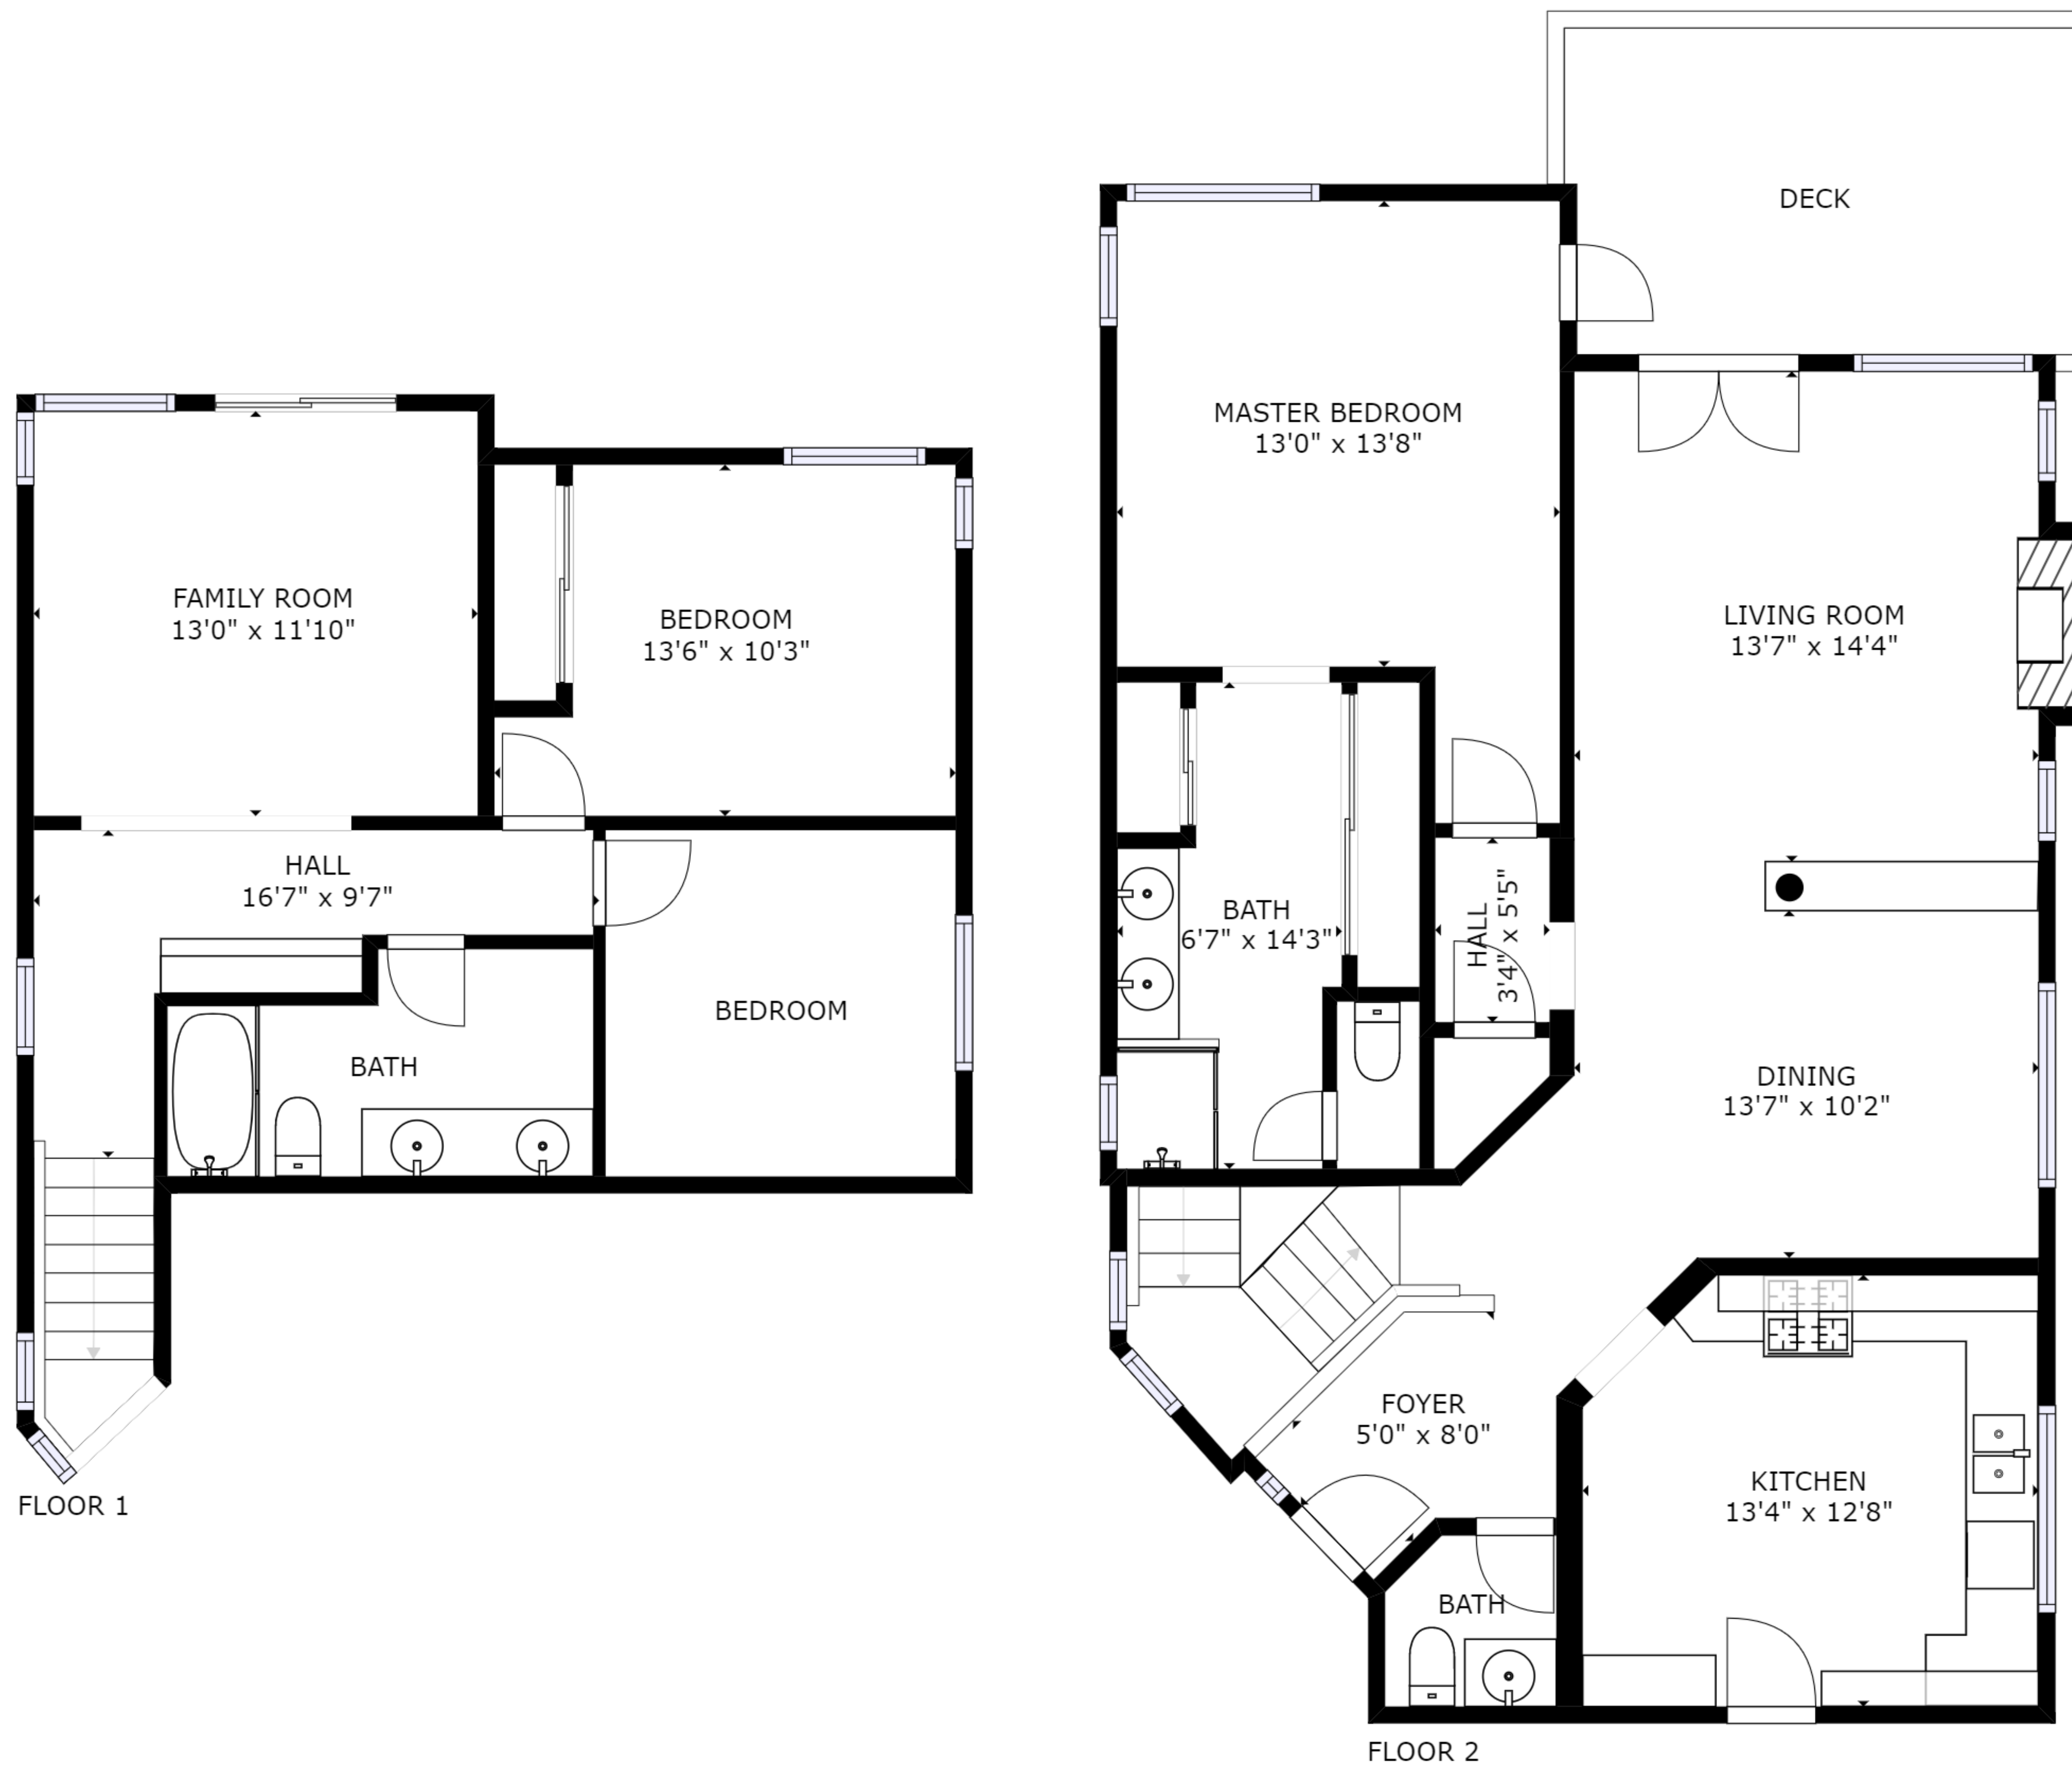 FAMILY ROOM
13'0" x 11'10"
BEDROOM
13'6" x 10'3"
HALL
16'7" x 9'7"
BATH
BEDROOM
FLOOR 1
DECK
MASTER BEDROOM
13'0" x 13'8"
LIVING ROOM
13'7" x 14'4"
BATH
6'7" x 14'3"
HALL
3'4" x 5'5"
DINING
13'7" x 10'2"
FOYER
5'0" x 8'0"
KITCHEN
13'4" x 12'8"
BATH
FLOOR 2